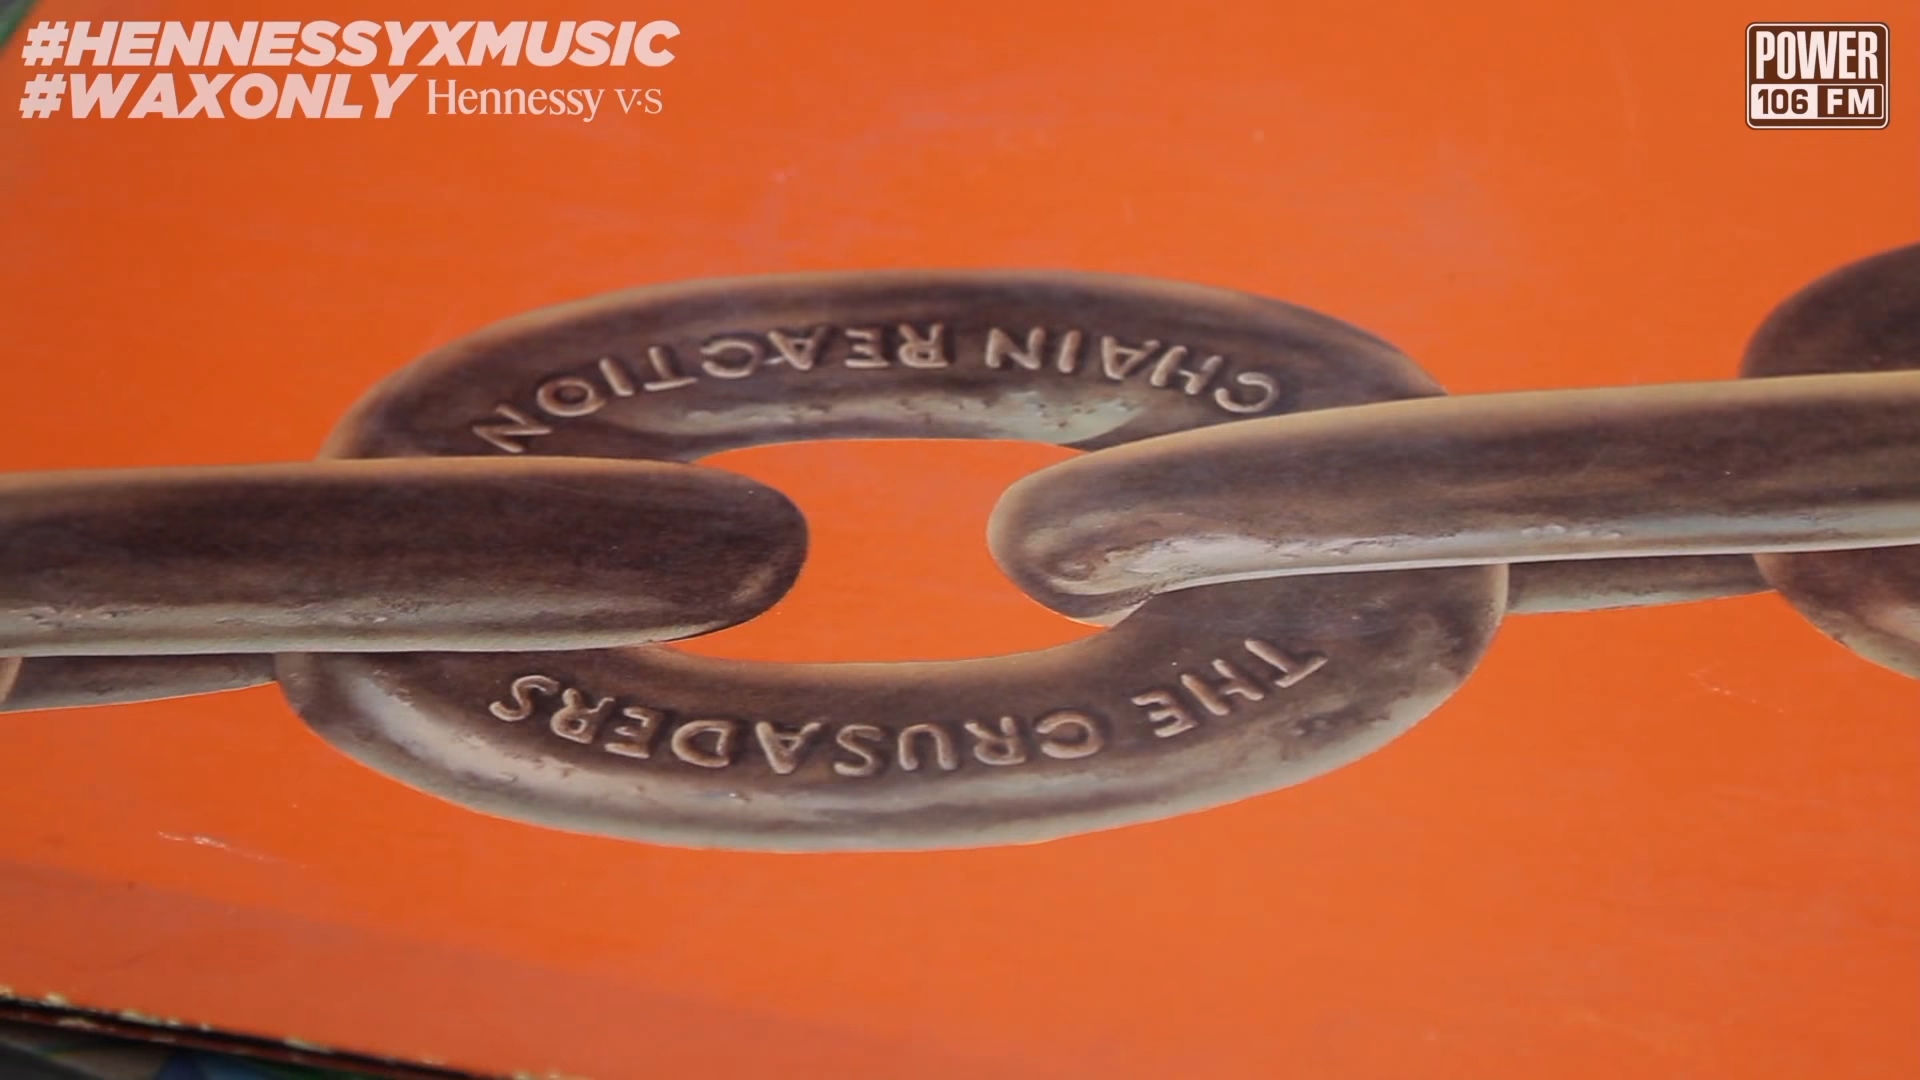 #HENNESSYXMUSIC
#WAXONLY Hennessy V·S
POWER
106 FM
CHAIN REACTION
THE CRUSADERS